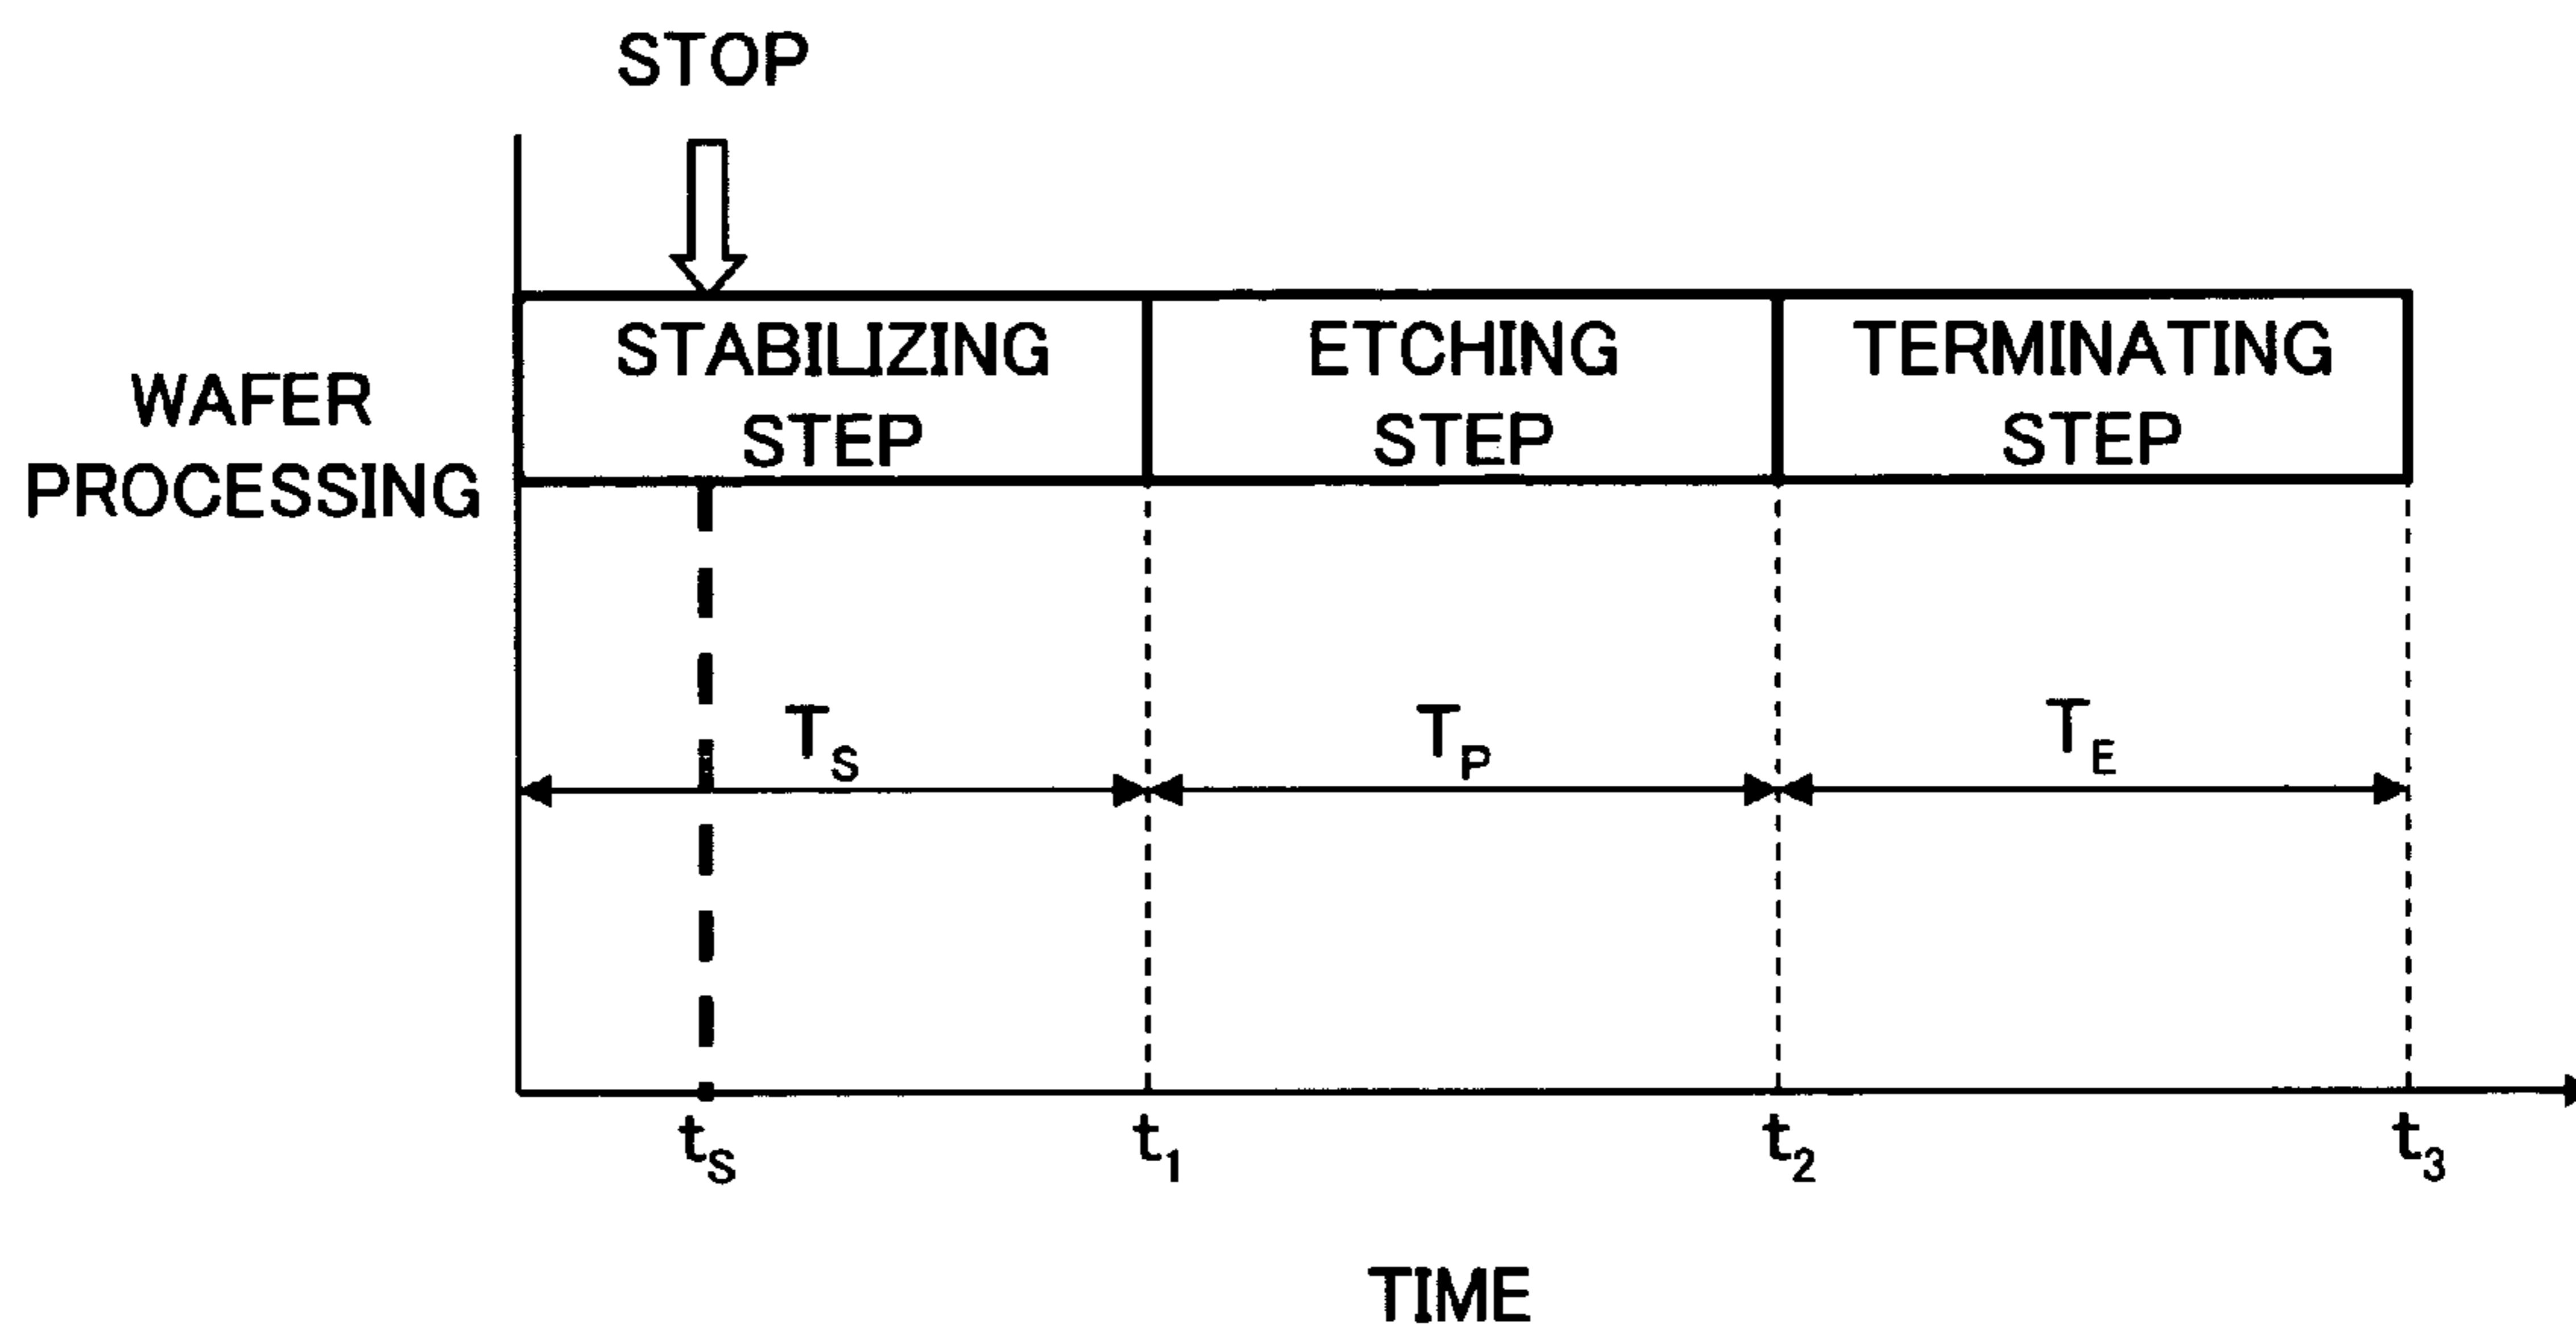 STOP
STABILIZING
STEP
ETCHING
STEP
TERMINATING
STEP
WAFER
PROCESSING
T_S
T_P
T_E
t_S
t_1
t_2
t_3
TIME